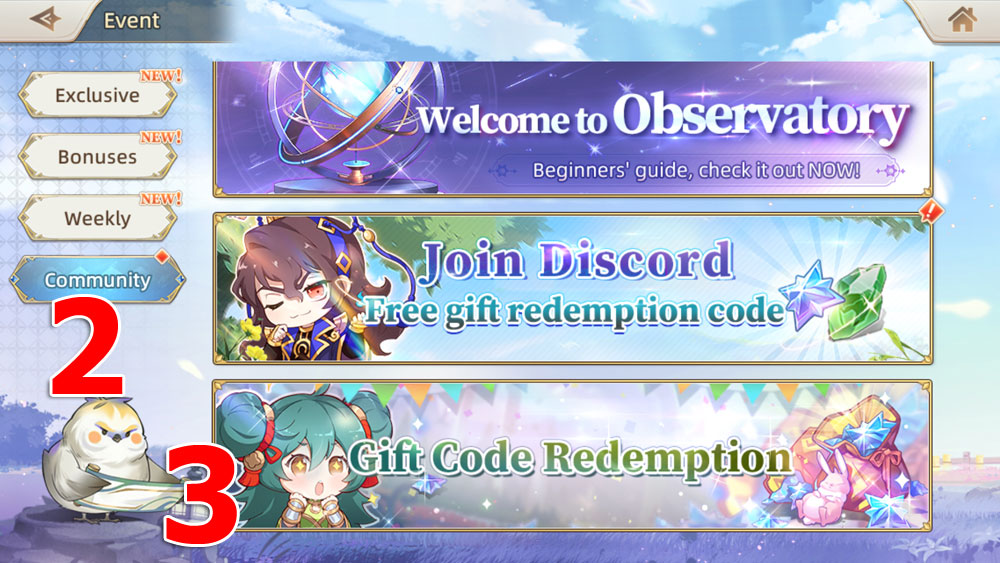 Event
NEW!
Exclusive
NEW!
Bonuses
NEW!
Weekly
Community
2
3
Welcome to Observatory
Beginners' guide, check it out NOW!
!
Join Discord
Free gift redemption code
Gift Code Redemption